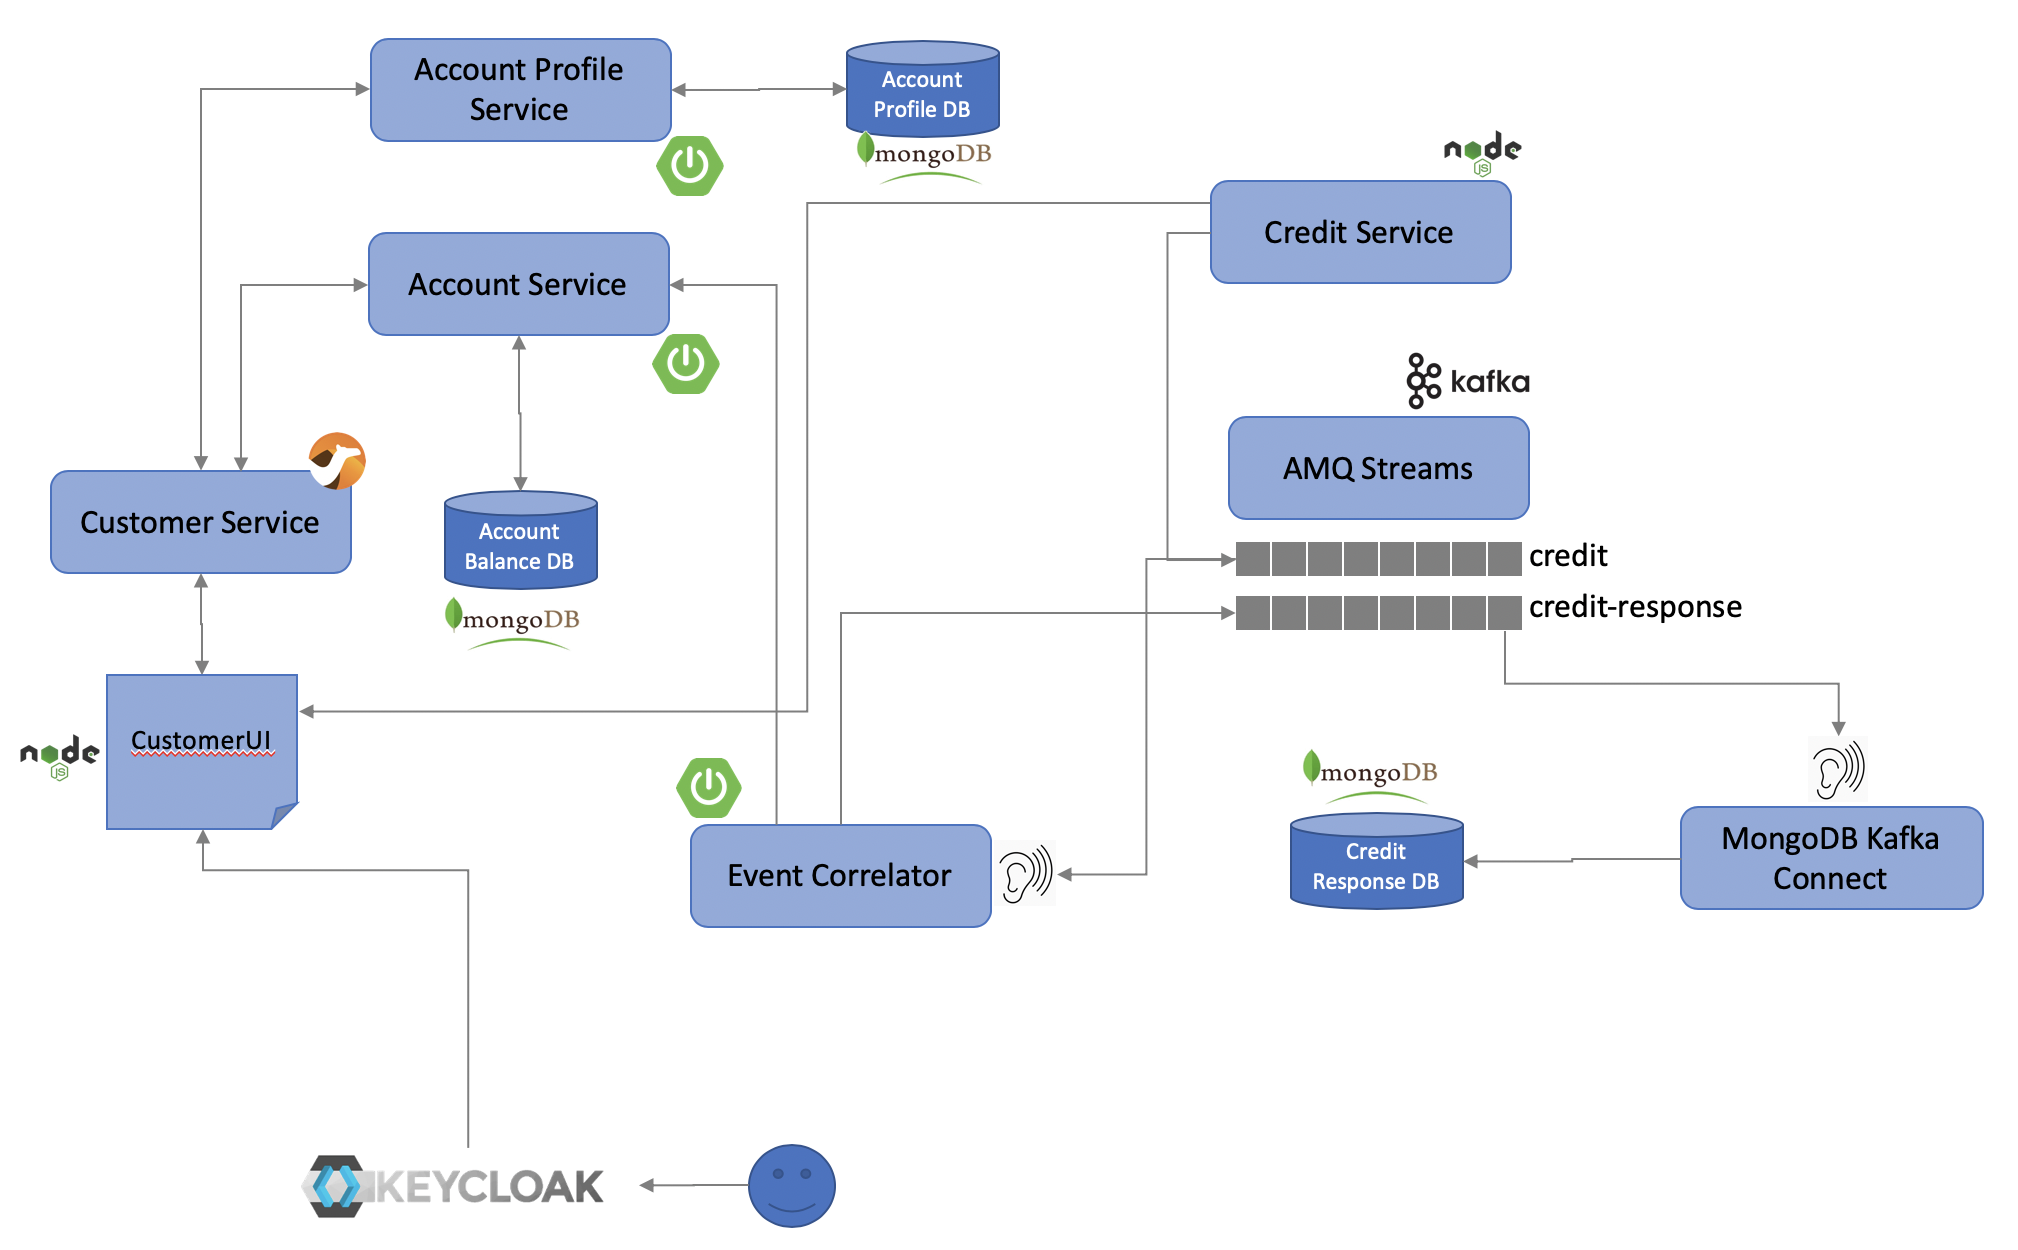 Account Profile
Service
Account
Profile DB
mongoDB
node
JS
Credit Service
Account Service
kafka
AMQ Streams
Customer Service
Account
Balance DB
mongoDB
credit
credit-response
CustomerUI
node
JS
mongoDB
Credit
Response DB
MongoDB Kafka
Connect
Event Correlator
KEYCLOAK